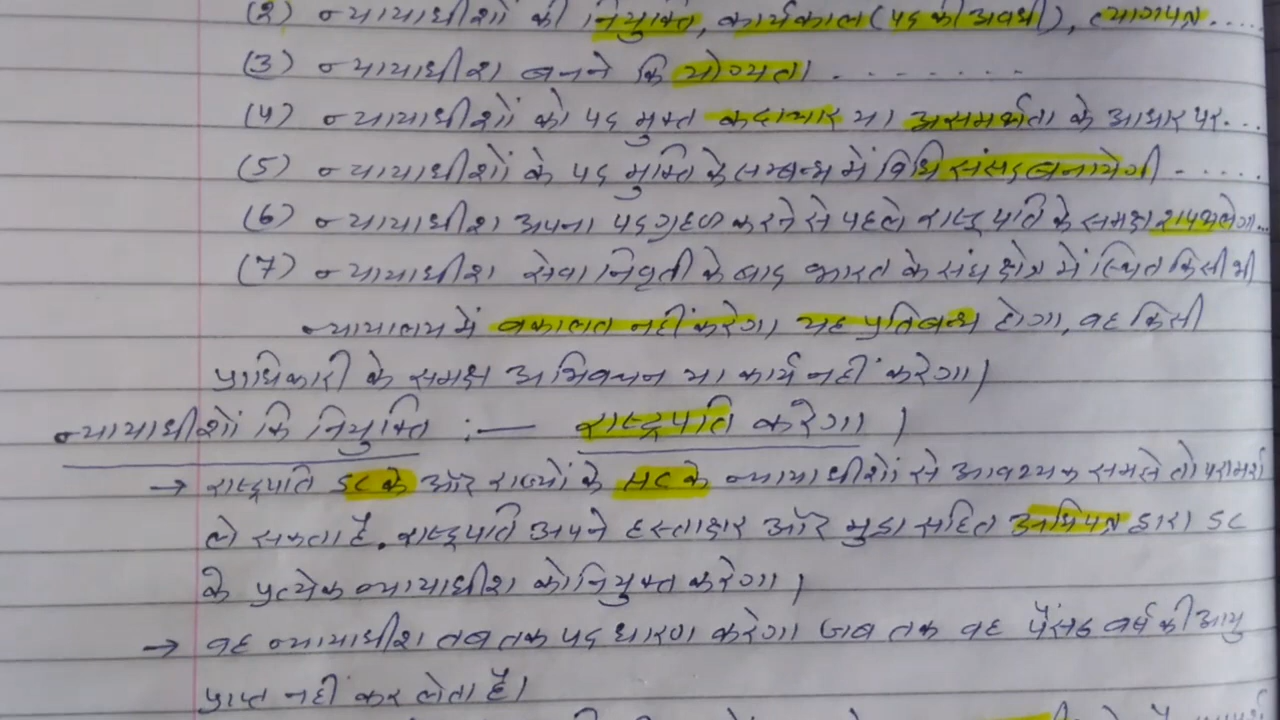 (2) न्यायाधीशों की नियुक्ति, कार्यकाल (पद की अवधी), त्यागपत्र.....
(3) न्यायाधीश बनने कि योग्यता. . . . . . . .
(4) न्यायाधीशों को पद मुक्त कदाचार या असमर्थता के आधार पर...
(5) न्यायाधीशों के पद मुक्ति के सम्बन्ध में विधि संसद बनायेगी ......
(6) न्यायाधीश अपना पद ग्रहण करने से पहले राष्ट्रपति के समक्ष शपथ लेगा...
(7) न्यायाधीश सेवा निवृती के बाद भारत के संघ क्षेत्र में स्थित किसी भी
न्यायालय में वकालत नहीं करेगा। यह प्रतिबन्ध होगा, वह किसी
प्राधिकारी के समक्ष अभिवचन या कार्य नहीं करेगा।
न्यायाधीशों कि नियुक्ति :— राष्ट्रपति करेगा।
→ राष्ट्रपति SC के और राज्यों के HC के न्यायाधीशों से आवश्यक समझे तो परामर्श
ले सकता है. राष्ट्रपति अपने हस्ताक्षर और मुद्रा सहित अधिपत्र द्वारा SC
के प्रत्येक न्यायाधीश को नियुक्त करेगा।
→ वह न्यायाधीश तब तक पद धारण करेगा जब तक वह पैंसठ वर्ष की आयु
प्राप्त नहीं कर लेता है।